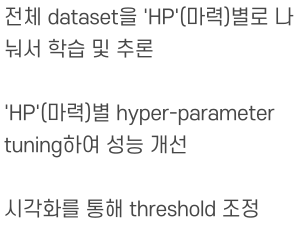 전체 dataset을 'HP'(마력)별로 나
눠서 학습 및 추론
'HP'(마력)별 hyper-parameter
tuning하여 성능 개선
시각화를 통해 threshold 조정